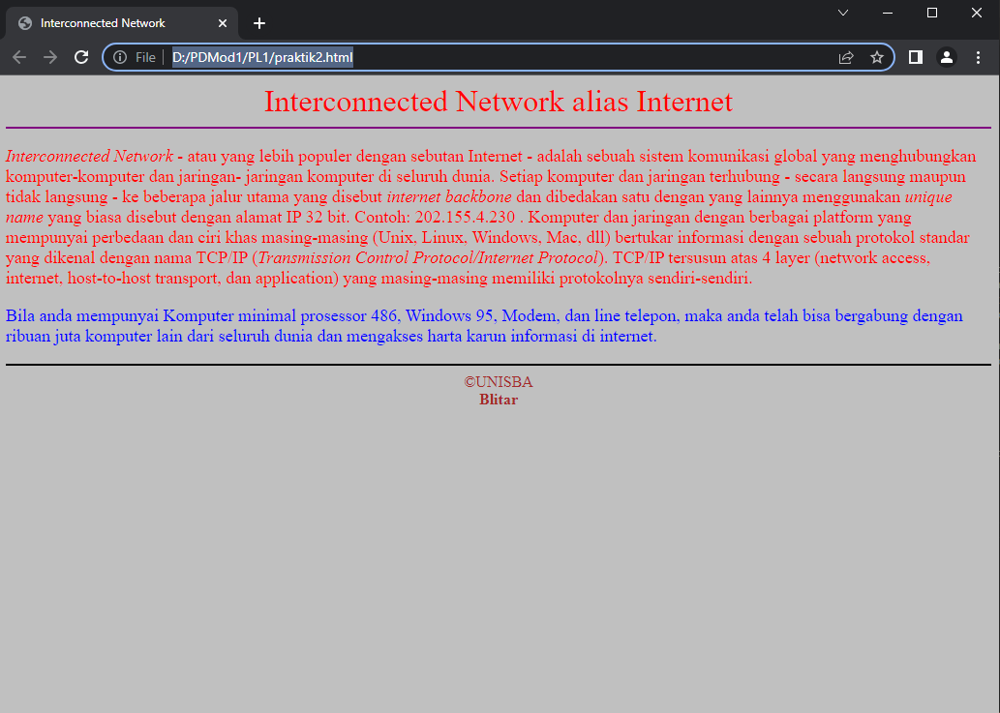 Interconnected Network
File
D:/PDMod1/PL1/praktik2.html
Interconnected Network alias Internet
Interconnected Network - atau yang lebih populer dengan sebutan Internet - adalah sebuah sistem komunikasi global yang menghubungkan
komputer-komputer dan jaringan- jaringan komputer di seluruh dunia. Setiap komputer dan jaringan terhubung - secara langsung maupun
tidak langsung - ke beberapa jalur utama yang disebut internet backbone dan dibedakan satu dengan yang lainnya menggunakan unique
name yang biasa disebut dengan alamat IP 32 bit. Contoh: 202.155.4.230 . Komputer dan jaringan dengan berbagai platform yang
mempunyai perbedaan dan ciri khas masing-masing (Unix, Linux, Windows, Mac, dll) bertukar informasi dengan sebuah protokol standar
yang dikenal dengan nama TCP/IP (Transmission Control Protocol/Internet Protocol). TCP/IP tersusun atas 4 layer (network access,
internet, host-to-host transport, dan application) yang masing-masing memiliki protokolnya sendiri-sendiri.
Bila anda mempunyai Komputer minimal prosessor 486, Windows 95, Modem, dan line telepon, maka anda telah bisa bergabung dengan
ribuan juta komputer lain dari seluruh dunia dan mengakses harta karun informasi di internet.
©UNISBA
Blitar